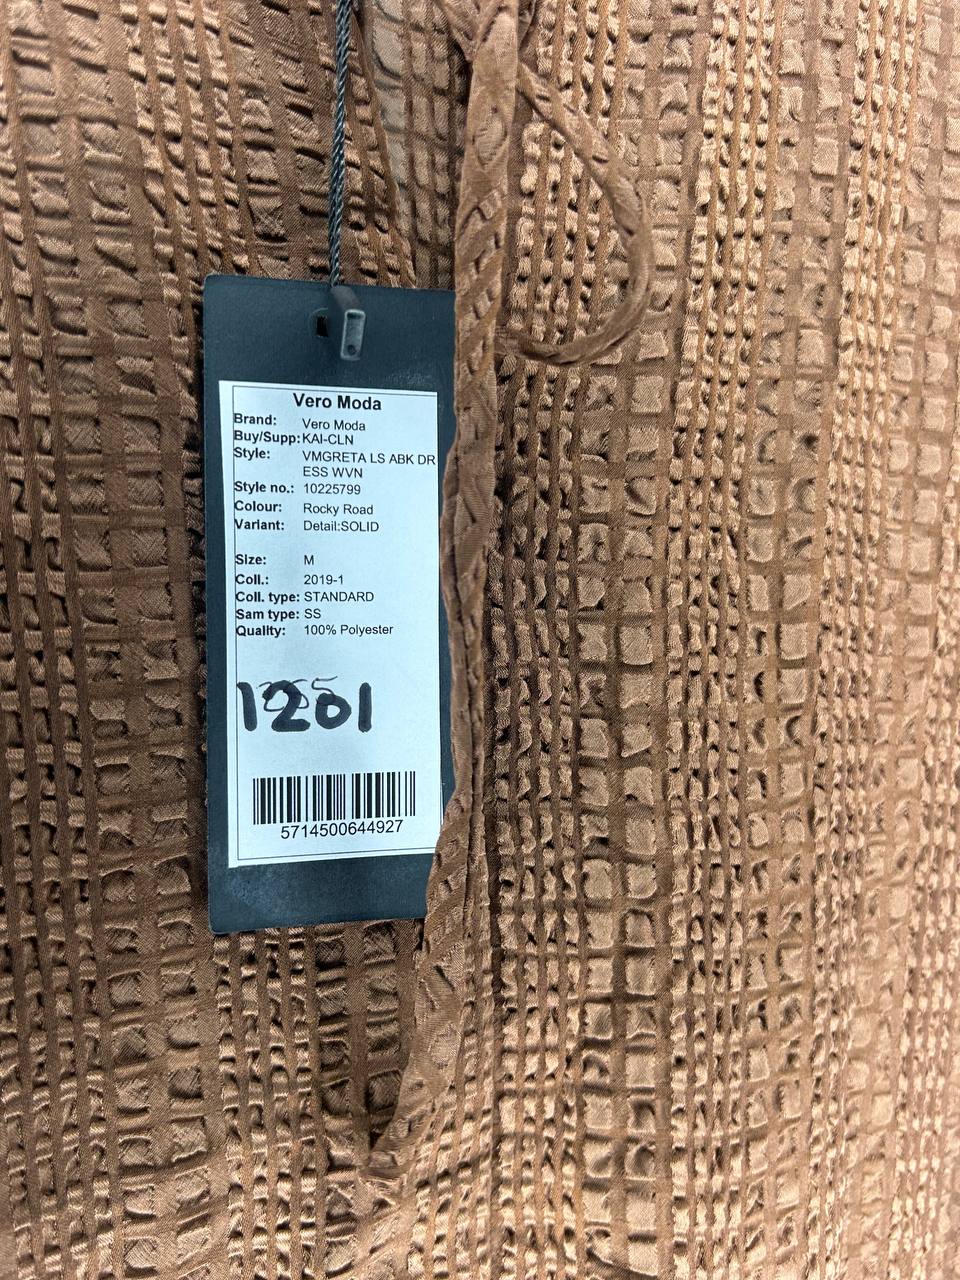 Vero Moda
Brand: Vero Moda
Buy/Supp: KAI-CLN
Style: VMGRETA LS ABK DR
ESS WVN
Style no.: 10225799
Colour: Rocky Road
Variant: Detail:SOLID
Size: M
Coll.: 2019-1
Coll. type: STANDARD
Sam type: SS
Quality: 100% Polyester
1201
5714500644927